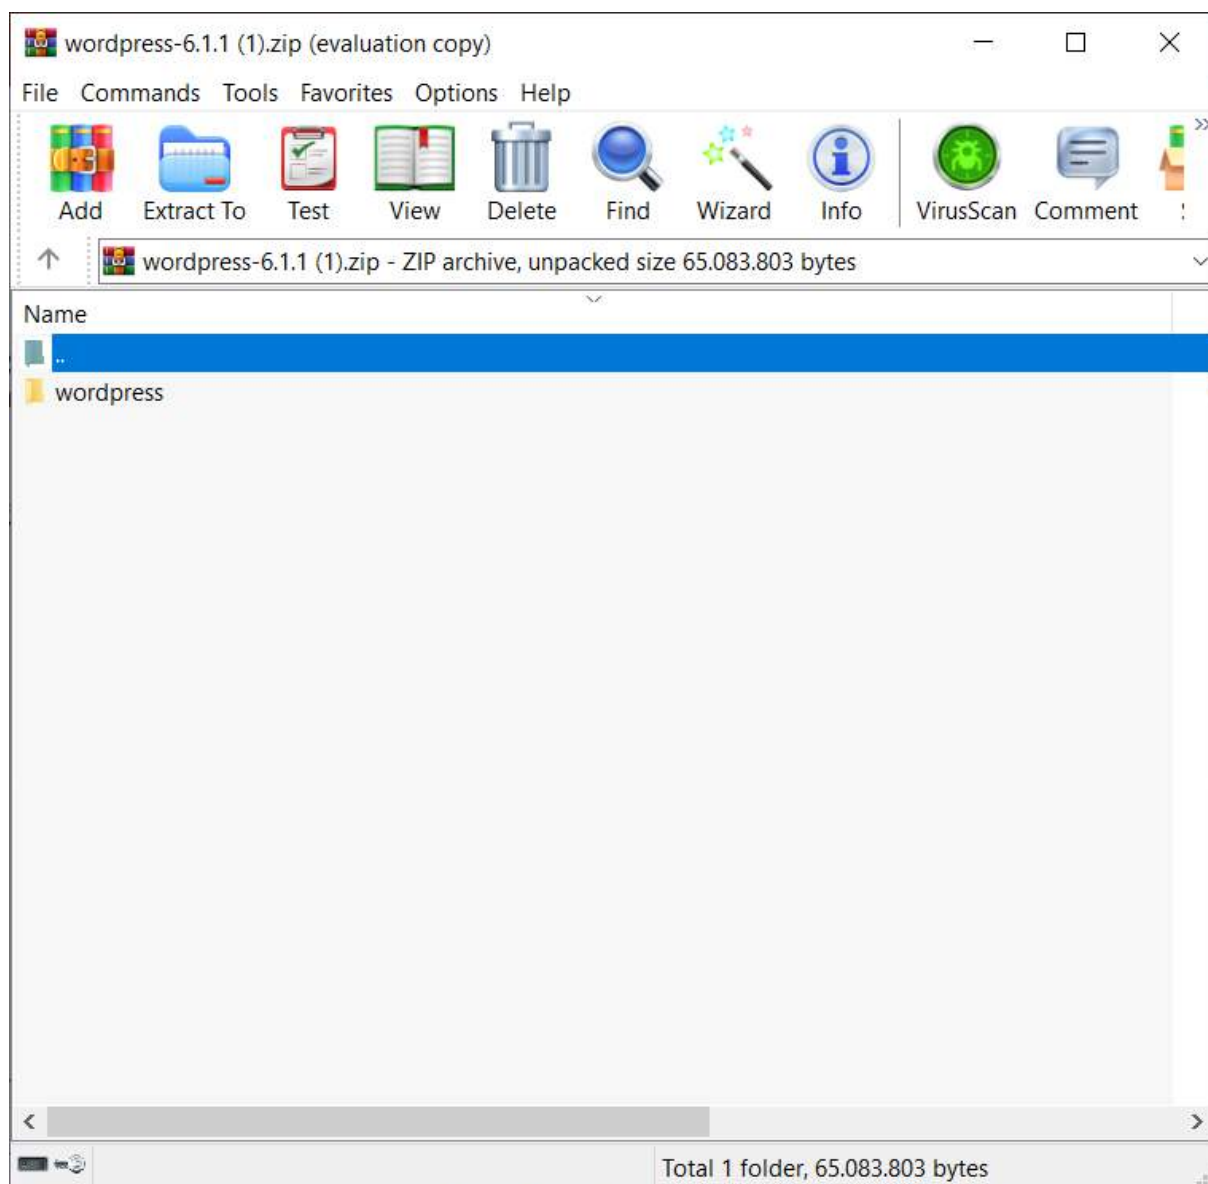 wordpress-6.1.1 (1).zip (evaluation copy)
File Commands Tools Favorites Options Help
Add Extract To Test View Delete Find Wizard Info VirusScan Comment
wordpress-6.1.1 (1).zip - ZIP archive, unpacked size 65.083.803 bytes
Name
..
wordpress
Total 1 folder, 65.083.803 bytes